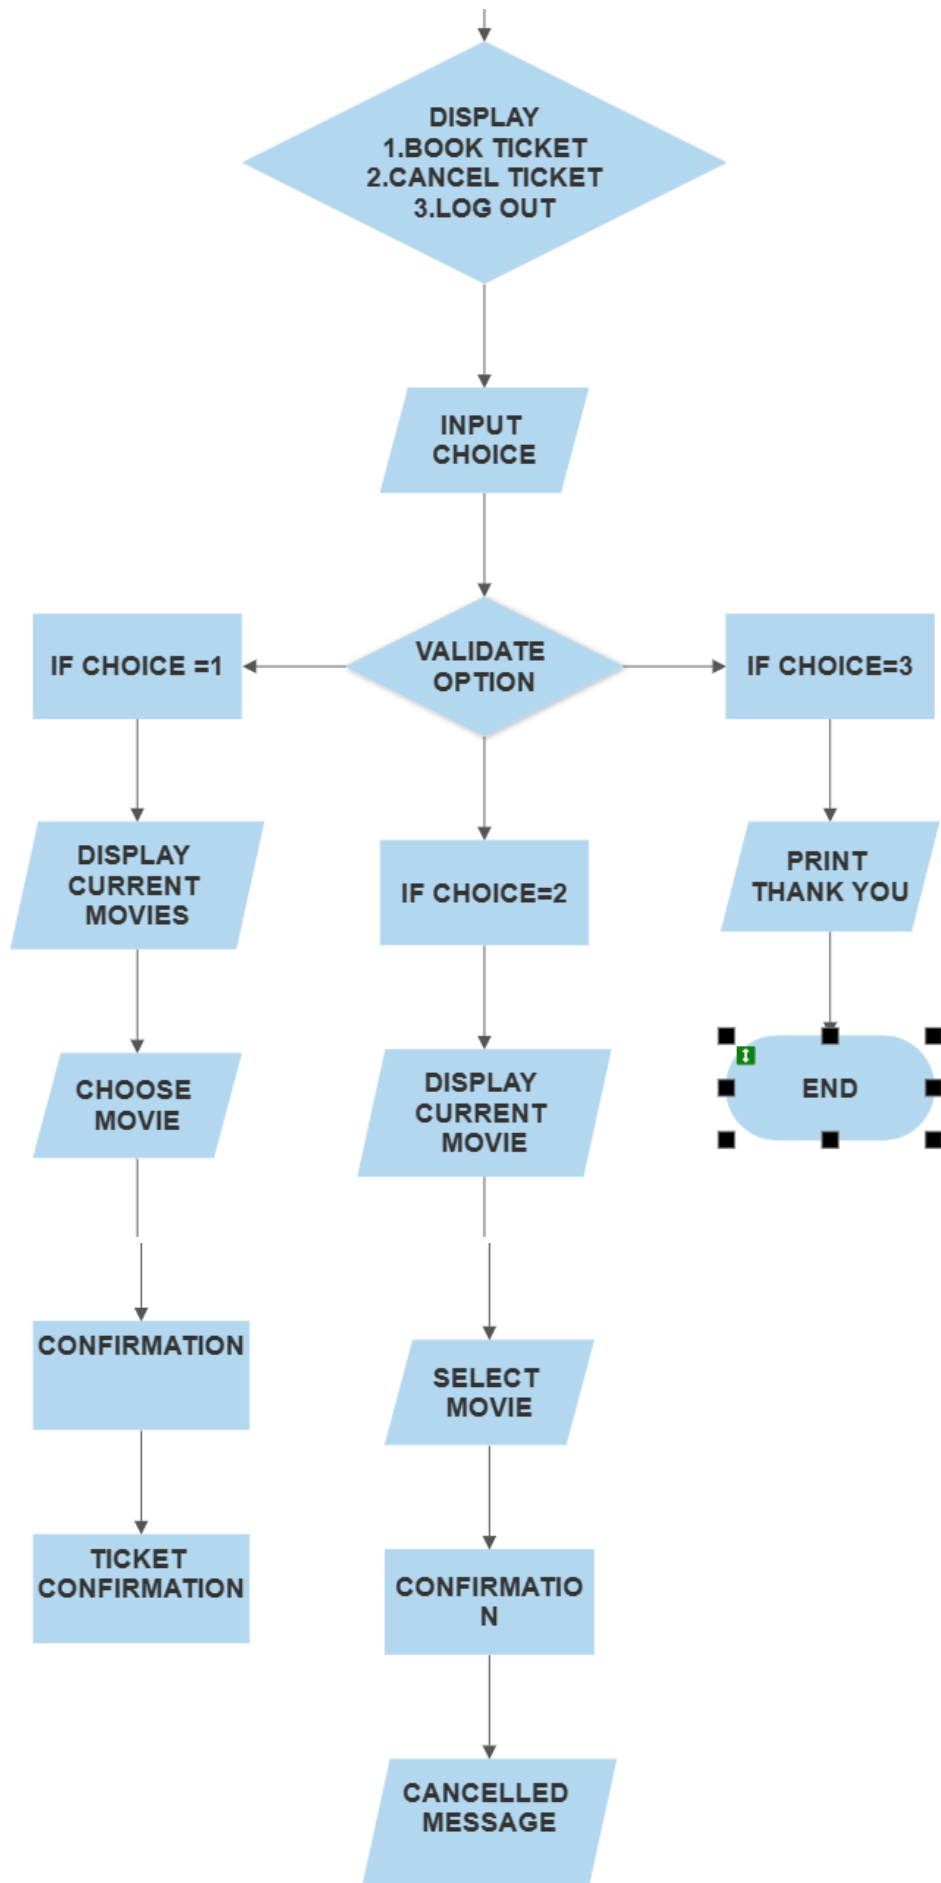 DISPLAY
1.BOOK TICKET
2.CANCEL TICKET
3.LOG OUT
INPUT
CHOICE
VALIDATE
OPTION
IF CHOICE =1
DISPLAY
CURRENT
MOVIES
CHOOSE
MOVIE
CONFIRMATION
TICKET
CONFIRMATION
IF CHOICE=2
DISPLAY
CURRENT
MOVIE
SELECT
MOVIE
CONFIRMATIO
N
CANCELLED
MESSAGE
IF CHOICE=3
PRINT
THANK YOU
END